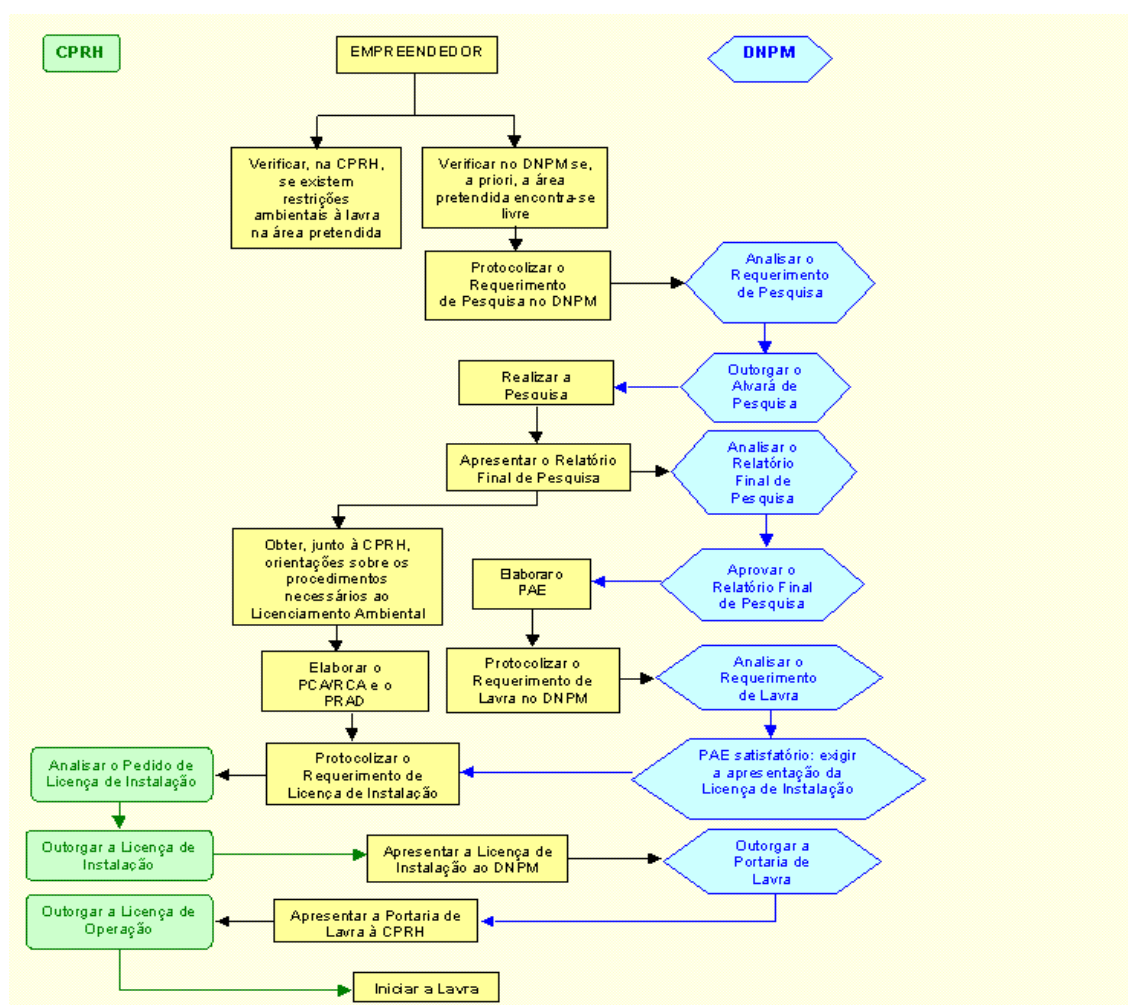 CPRH
EMPREENDEDOR
DNPM
Verificar, na CPRH,
se existem
restrições
ambientais à lavra
na área pretendida
Verificar no DNPM se,
a priori, a área
pretendida encontra-se
livre
Protocolizar o
Requerimento
de Pesquisa no DNPM
Analisar o
Requerimento
de Pesquisa
Realizar a
Pesquisa
Outorgar o
Alvará de
Pesquisa
Apresentar o Relatório
Final de Pesquisa
Analisar o
Relatório
Final de
Pesquisa
Obter, junto à CPRH,
orientações sobre os
procedimentos
necessários ao
Licenciamento Ambiental
Elaborar o
PAE
Aprovar o
Relatório Final
de Pesquisa
Elaborar o
PCA/RCA e o
PRAD
Protocolizar o
Requerimento de
Lavra no DNPM
Analisar o
Requerimento
de Lavra
Analisar o Pedido de
Licença de Instalação
Protocolizar o
Requerimento de
Licença de Instalação
PAE satisfatório: exigir
a apresentação da
Licença de Instalação
Outorgar a Licença de
Instalação
Apresentar a Licença de
Instalação ao DNPM
Outorgar a
Portaria de
Lavra
Outorgar a Licença de
Operação
Apresentar a Portaria de
Lavra à CPRH
Iniciar a Lavra